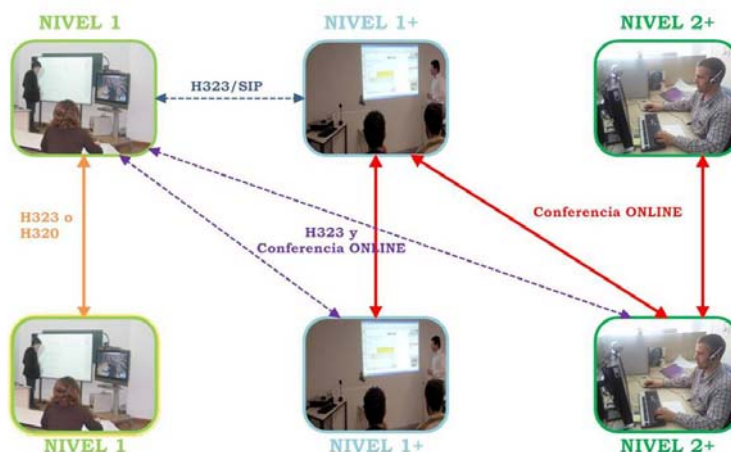 NIVEL 1
NIVEL 1+
NIVEL 2+
H323/SIP
H323 o
H320
H323 y
Conferencia ONLINE
Conferencia ONLINE
NIVEL 1
NIVEL 1+
NIVEL 2+